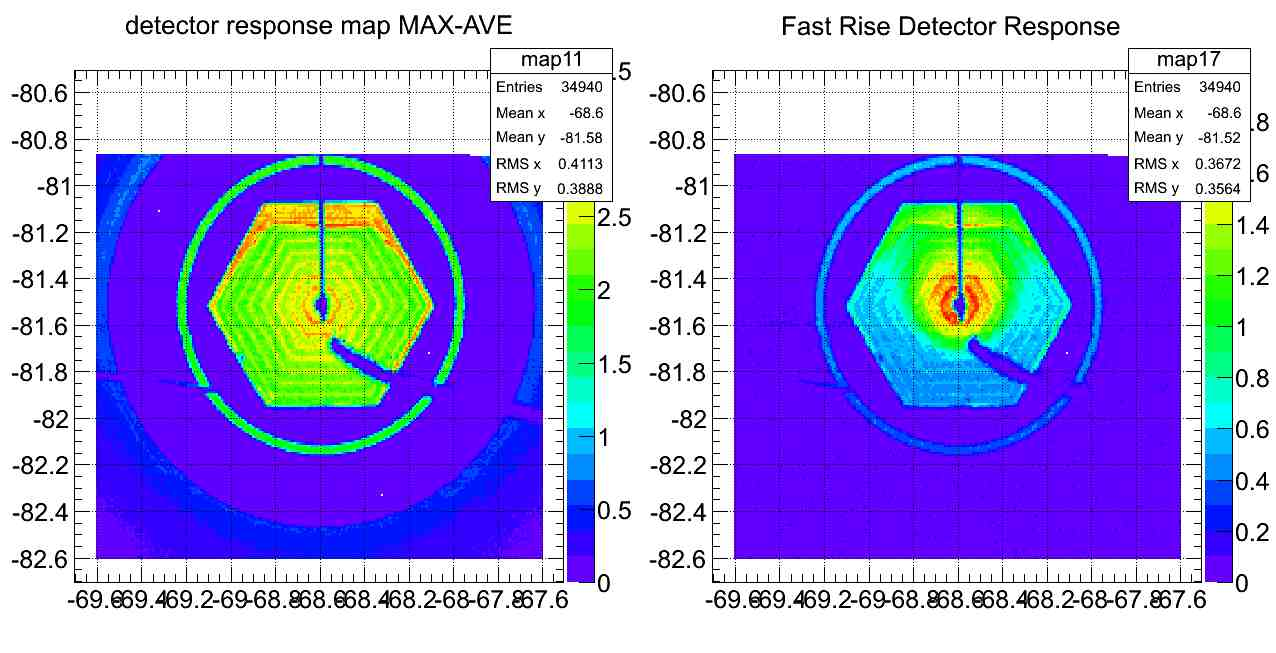 detector response map MAX-AVE
map11
Entries 34940
Mean x -68.6
Mean y -81.58
RMS x 0.4113
RMS y 0.3888
-80.6
-80.8
-81
-81.2
-81.4
-81.6
-81.8
-82
-82.2
-82.4
-82.6
-69.6 -69.4 -69.2 -69 -68.8 -68.6 -68.4 -68.2 -68 -67.8 -67.6
.5
2.5
2
1.5
1
0.5
0
Fast Rise Detector Response
map17
Entries 34940
Mean x -68.6
Mean y -81.52
RMS x 0.3672
RMS y 0.3564
-80.6
-80.8
-81
-81.2
-81.4
-81.6
-81.8
-82
-82.2
-82.4
-82.6
-69.6 -69.4 -69.2 -69 -68.8 -68.6 -68.4 -68.2 -68 -67.8 -67.6
.8
.6
1.4
1.2
1
0.8
0.6
0.4
0.2
0